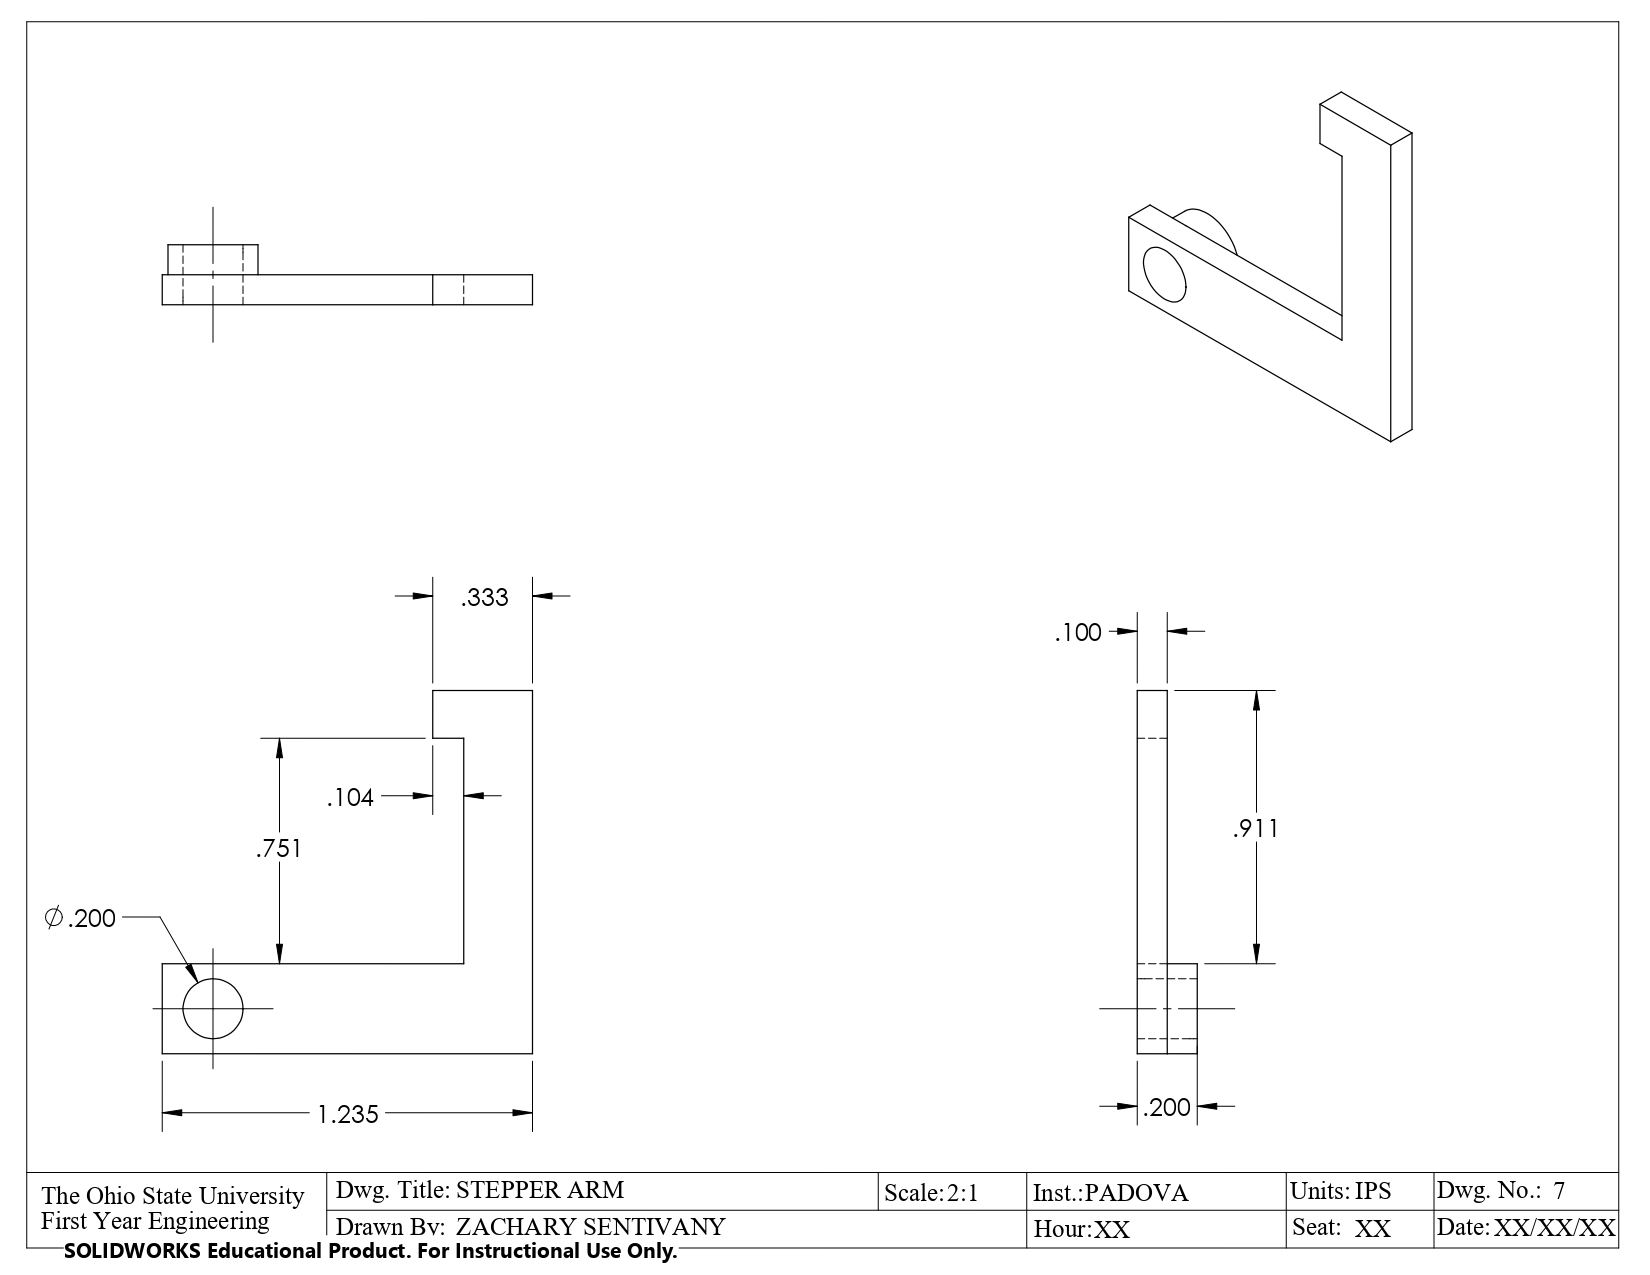 .333
.100
.104
.751
.911
Ø.200
1.235
.200
The Ohio State University
First Year Engineering
Dwg. Title: STEPPER ARM
Scale: 2:1
Inst.: PADOVA
Units: IPS
Dwg. No.: 7
Drawn By: ZACHARY SENTIVANY
Hour: XX
Seat: XX
Date: XX/XX/XX
SOLIDWORKS Educational Product. For Instructional Use Only.